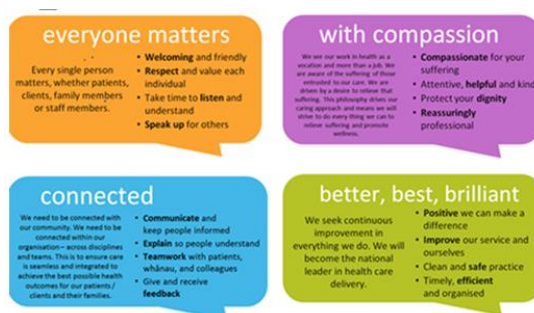 everyone matters
Every single person
matters, whether patients,
clients, family members
or staff members.
• Welcoming and friendly
• Respect and value each
individual
• Take time to listen and
understand
• Speak up for others
with compassion
We see our work in health as a
vocation and more than a job. We
are aware of the suffering of those
entrusted to our care. We are
driven by a desire to relieve that
suffering. This philosophy drives our
caring approach and means we will
strive to do every thing we can to
relieve suffering and promote
wellness.
• Compassionate for your
suffering
• Attentive, helpful and kind
• Protect your dignity
• Reassuringly
professional
connected
We need to be connected with
our community. We need to be
connected within our
organisation – across disciplines
and teams. This is to ensure care
is seamless and integrated to
achieve the best possible health
outcomes for our patients/
clients and their families.
• Communicate and
keep people informed
• Explain so people understand
• Teamwork with patients,
whānau, and colleagues
• Give and receive
feedback
better, best, brilliant
We seek continuous
improvement in
everything we do. We will
become the national
leader in health care
delivery.
• Positive we can make a
difference
• Improve our service and
ourselves
• Clean and safe practice
• Timely, efficient
and organised